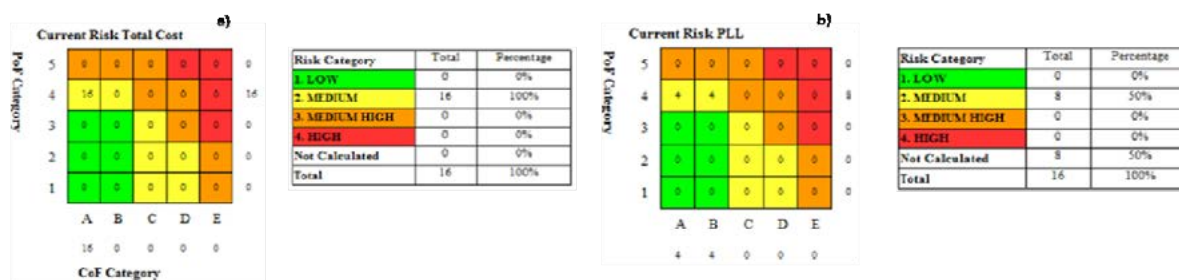 a)
Current Risk Total Cost
PoF Category
5 0 0 0 0 0 0
4 16 0 0 0 0 16
3 0 0 0 0 0 0
2 0 0 0 0 0 0
1 0 0 0 0 0 0
A B C D E
16 0 0 0 0
CoF Category
Risk Category Total Percentage
1. LOW 0 0%
2. MEDIUM 16 100%
3. MEDIUM HIGH 0 0%
4. HIGH 0 0%
Not Calculated 0 0%
Total 16 100%
b)
Current Risk PLL
PoF Category
5 0 0 0 0 0 0
4 4 4 0 0 0 8
3 0 0 0 0 0 0
2 0 0 0 0 0 0
1 0 0 0 0 0 0
A B C D E
4 4 0 0 0
Risk Category Total Percentage
1. LOW 0 0%
2. MEDIUM 8 50%
3. MEDIUM HIGH 0 0%
4. HIGH 0 0%
Not Calculated 8 50%
Total 16 100%